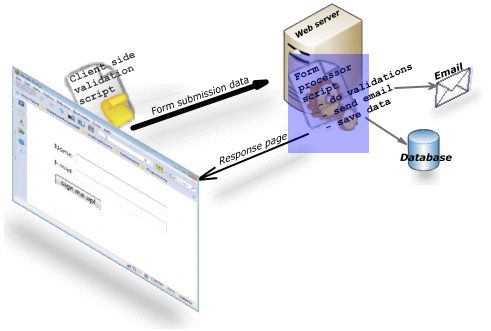 Web server
Client side
validation
script
Form
processor
script
- do validations
- send email
- save data
Email
Form submission data
Response page
Database
Name:
E-mail:
sign me up!